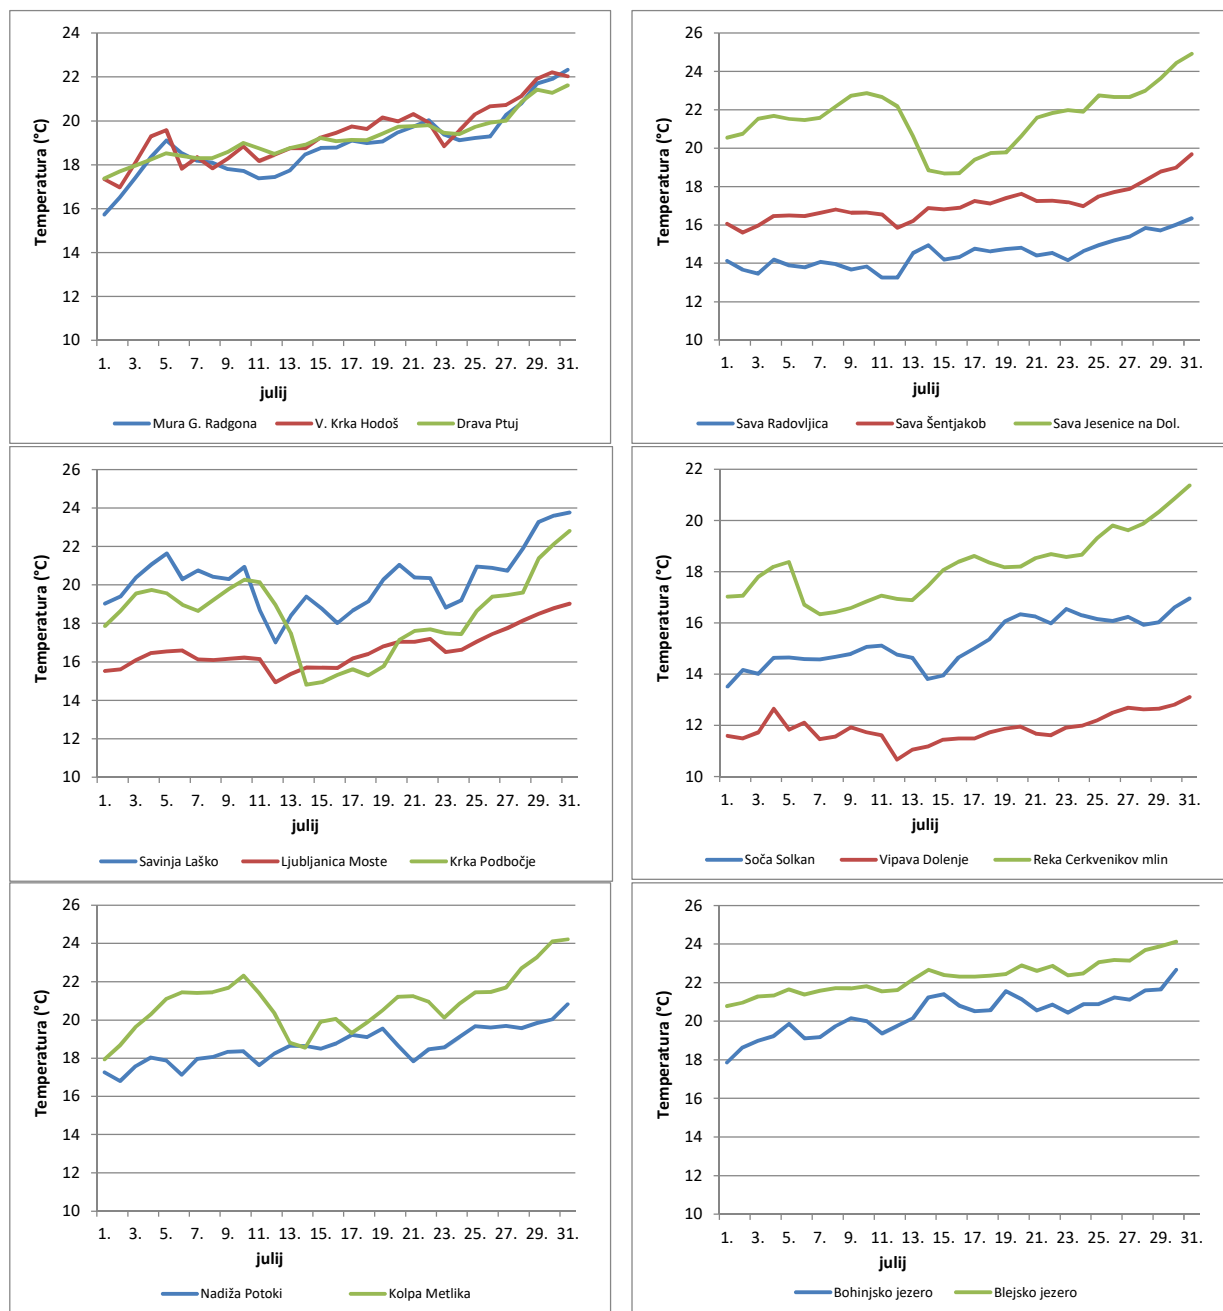 24
22
20
18
16
14
12
10
Temperatura (°C)
1. 3. 5. 7. 9. 11. 13. 15. 17. 19. 21. 23. 25. 27. 29. 31.
julij
Mura G. Radgona V. Krka Hodoš Drava Ptuj
26
24
22
20
18
16
14
12
10
Temperatura (°C)
1. 3. 5. 7. 9. 11. 13. 15. 17. 19. 21. 23. 25. 27. 29. 31.
julij
Sava Radovljica Sava Šentjakob Sava Jesenice na Dol.
26
24
22
20
18
16
14
12
10
Temperatura (°C)
1. 3. 5. 7. 9. 11. 13. 15. 17. 19. 21. 23. 25. 27. 29. 31.
julij
Savinja Laško Ljubljanica Moste Krka Podbočje
22
20
18
16
14
12
10
Temperatura (°C)
1. 3. 5. 7. 9. 11. 13. 15. 17. 19. 21. 23. 25. 27. 29. 31.
julij
Soča Solkan Vipava Dolenje Reka Cerkvenikov mlin
26
24
22
20
18
16
14
12
10
Temperatura (°C)
1. 3. 5. 7. 9. 11. 13. 15. 17. 19. 21. 23. 25. 27. 29. 31.
julij
Nadiža Potoki Kolpa Metlika
26
24
22
20
18
16
14
12
10
Temperatura (°C)
1. 3. 5. 7. 9. 11. 13. 15. 17. 19. 21. 23. 25. 27. 29. 31.
julij
Bohinjsko jezero Blejsko jezero